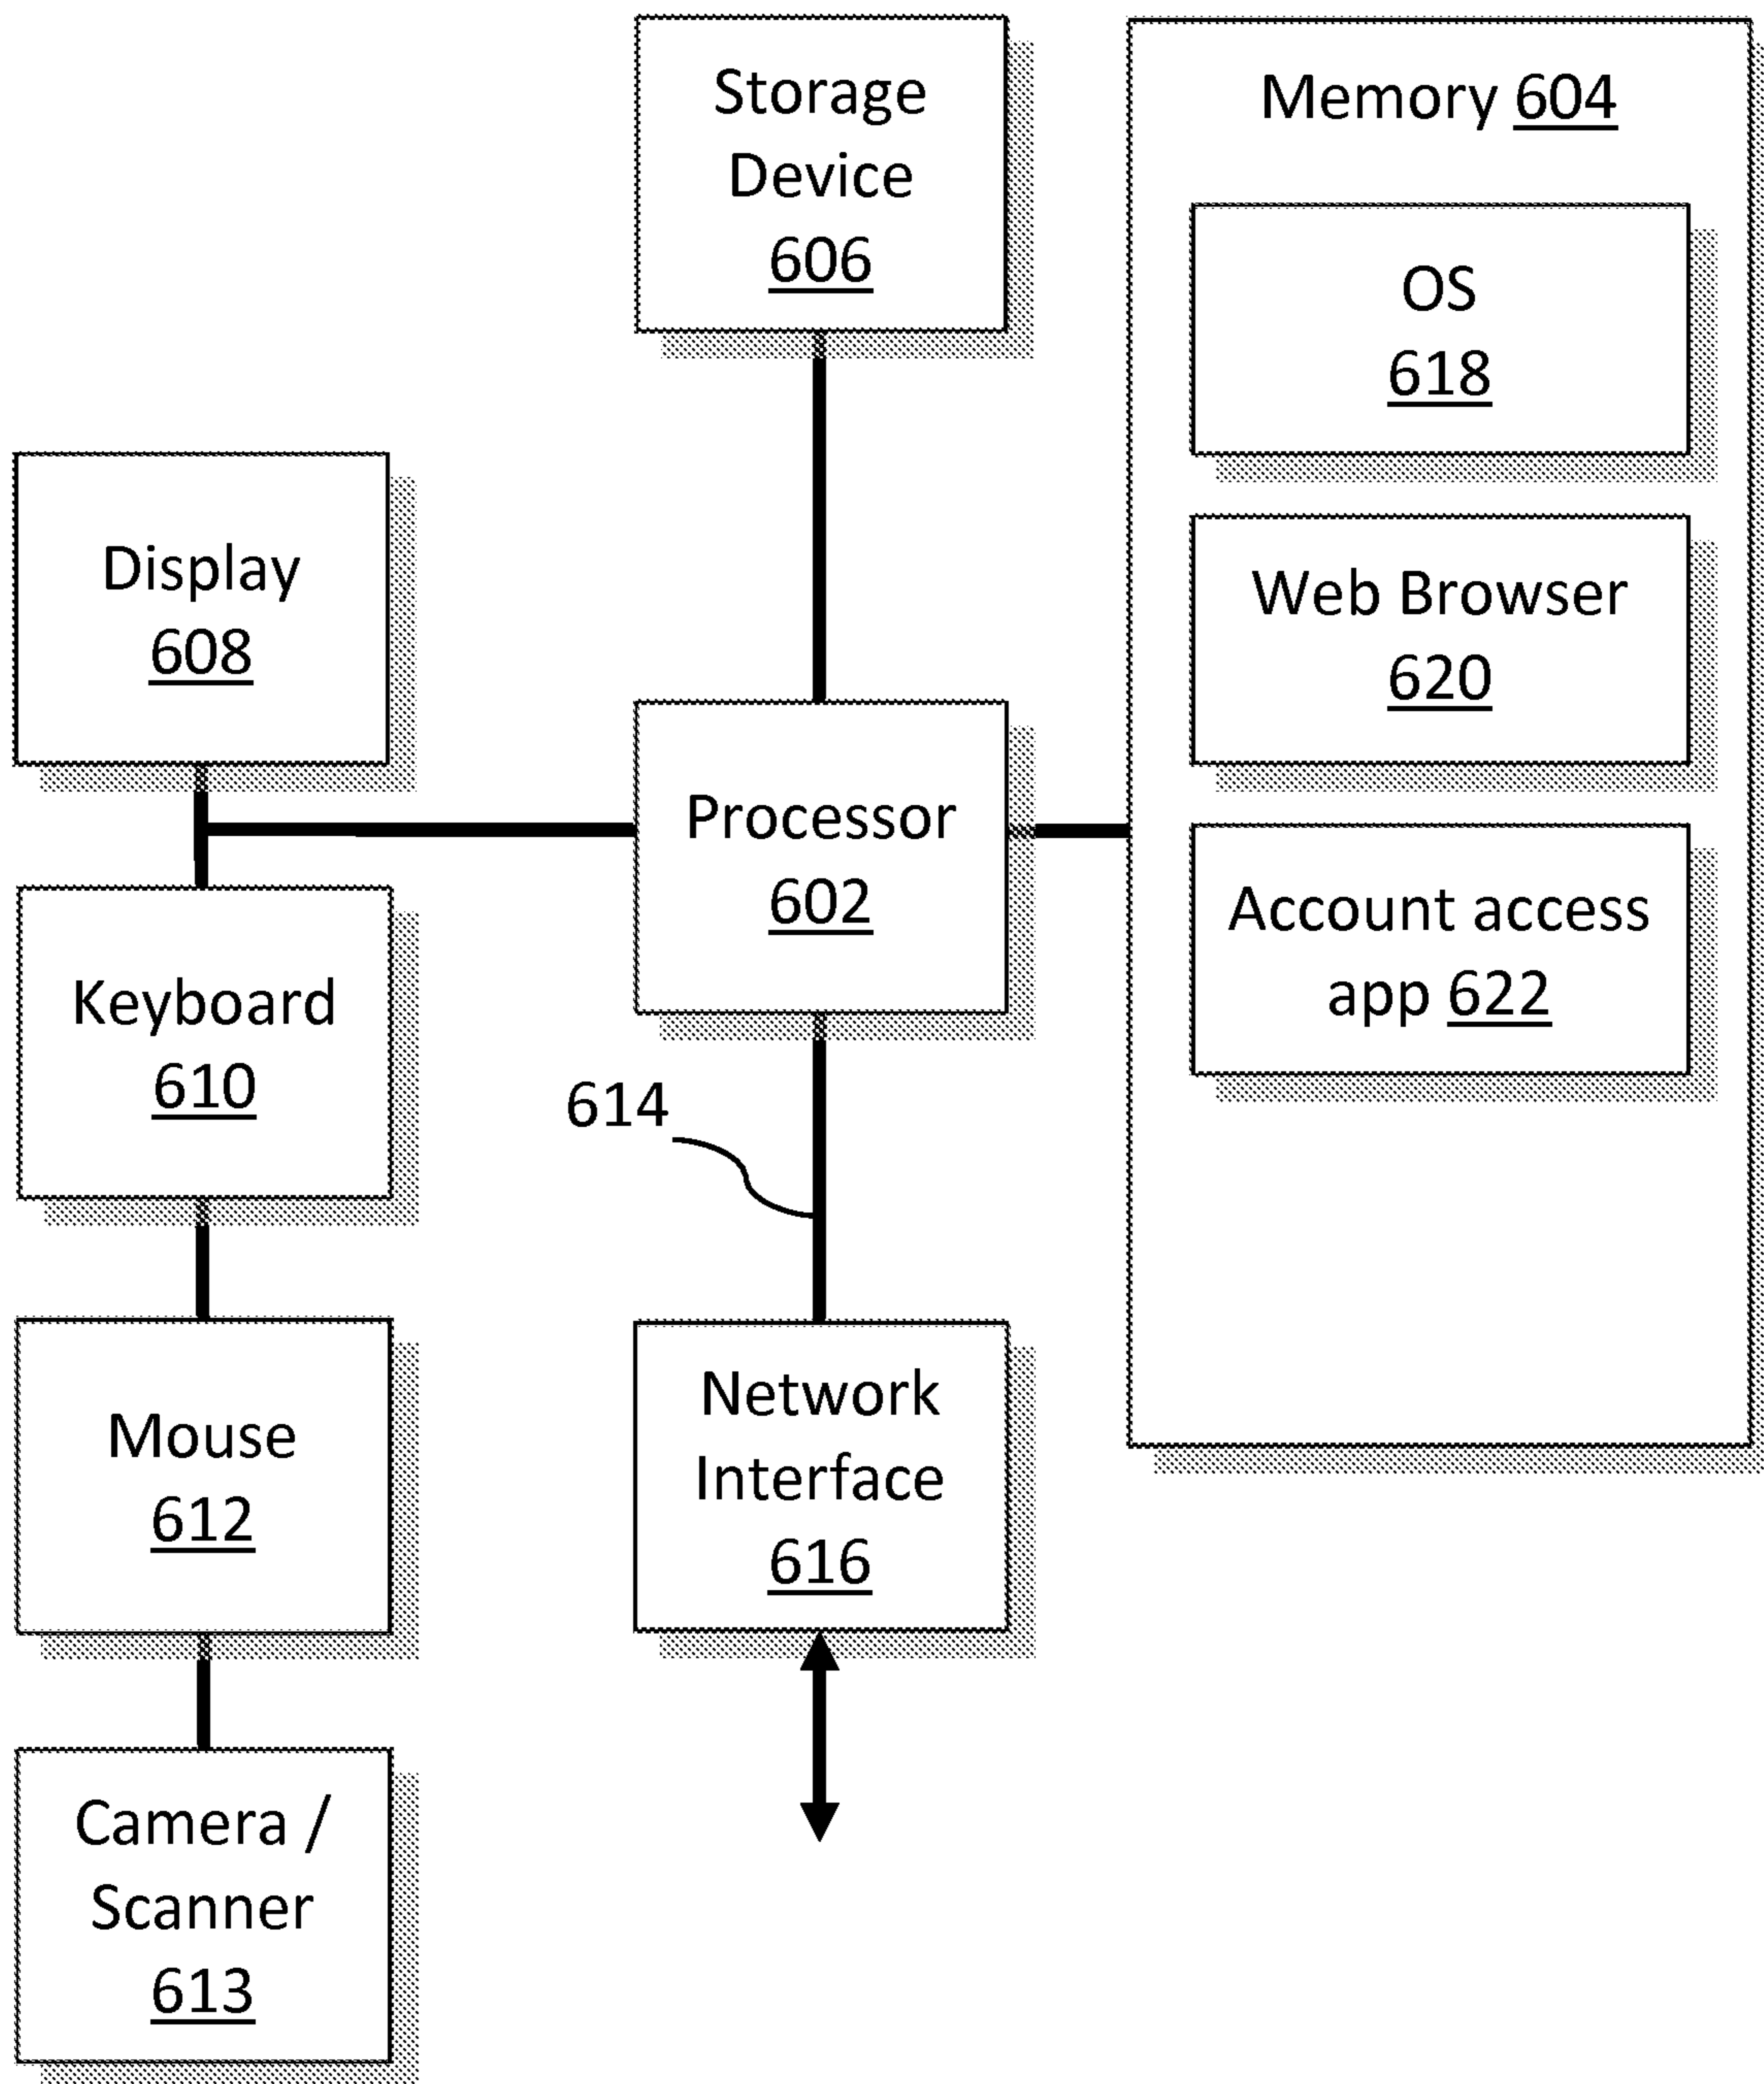 Storage
Device
606
Memory 604
OS
618
Display
608
Web Browser
620
Processor
602
Account access
app 622
Keyboard
610
614
Mouse
612
Network
Interface
616
Camera /
Scanner
613